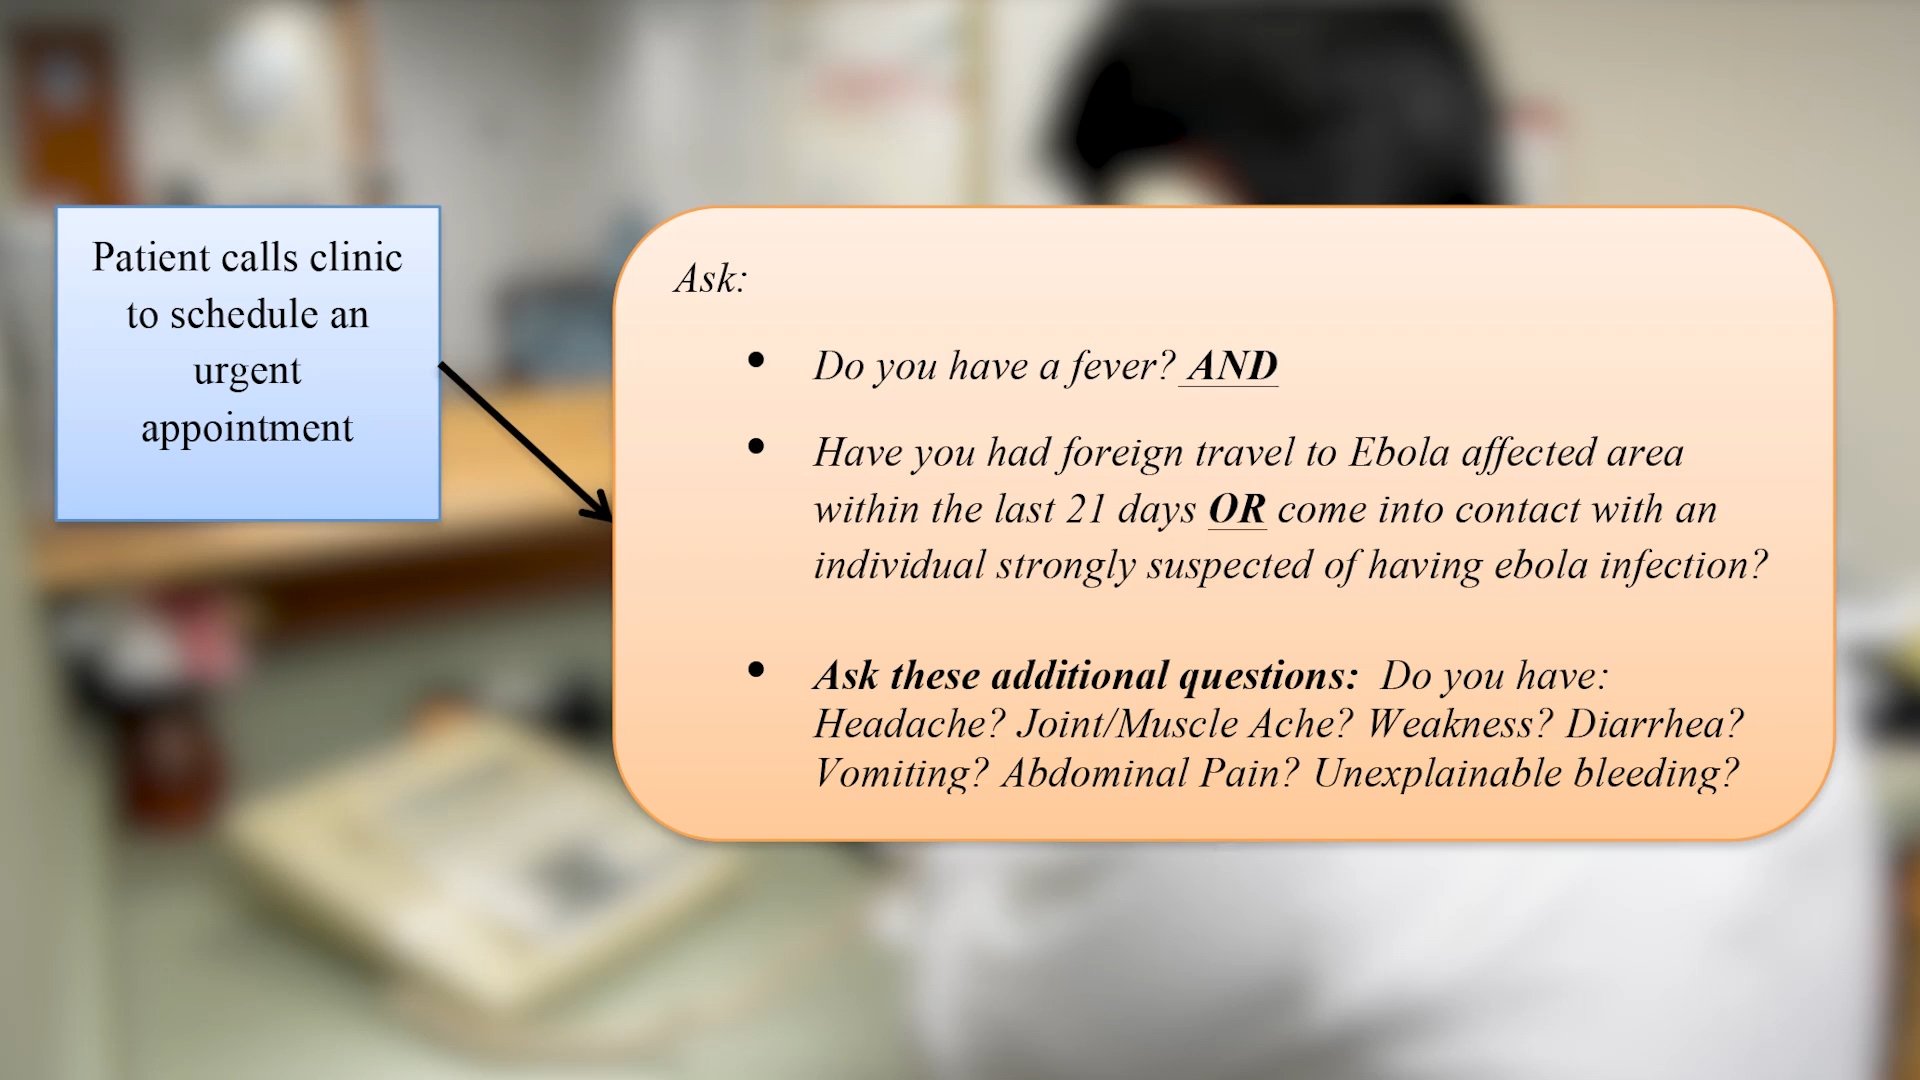 Patient calls clinic
to schedule an
urgent
appointment
Ask:
• Do you have a fever? AND
• Have you had foreign travel to Ebola affected area
within the last 21 days OR come into contact with an
individual strongly suspected of having ebola infection?
• Ask these additional questions: Do you have:
Headache? Joint/Muscle Ache? Weakness? Diarrhea?
Vomiting? Abdominal Pain? Unexplainable bleeding?